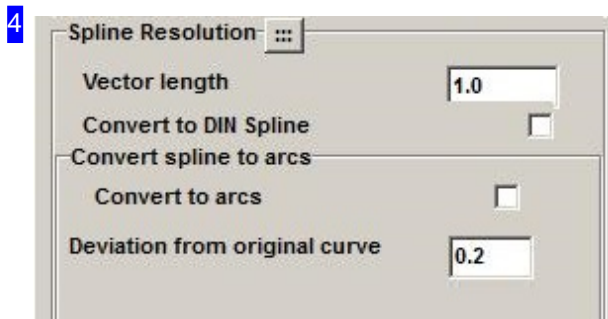 4
Spline Resolution :::
Vector length 1.0
Convert to DIN Spline
Convert spline to arcs
Convert to arcs
Deviation from original curve 0.2